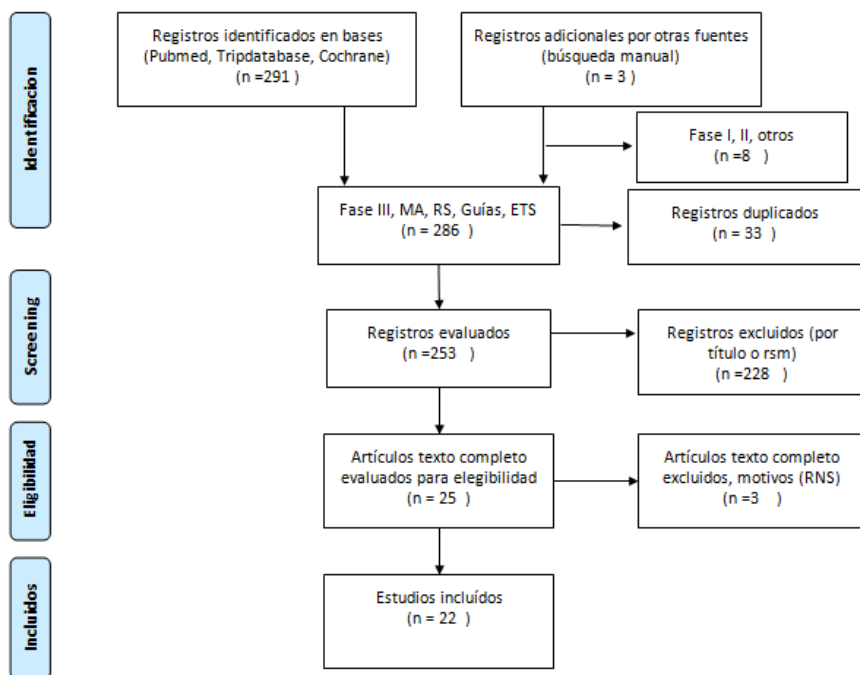 Identificacion
Registros identificados en bases
(Pubmed, Tripdatabase, Cochrane)
(n =291 )
Registros adicionales por otras fuentes
(búsqueda manual)
(n = 3 )
Fase I, II, otros
(n =8 )
Fase III, MA, RS, Guías, ETS
(n = 286 )
Registros duplicados
(n = 33 )
Screening
Registros evaluados
(n =253 )
Registros excluidos (por
título o rsm)
(n =228 )
Eligibilidad
Artículos texto completo
evaluados para elegibilidad
(n = 25 )
Artículos texto completo
excluidos, motivos (RNS)
(n =3 )
Incluidos
Estudios incluídos
(n = 22 )